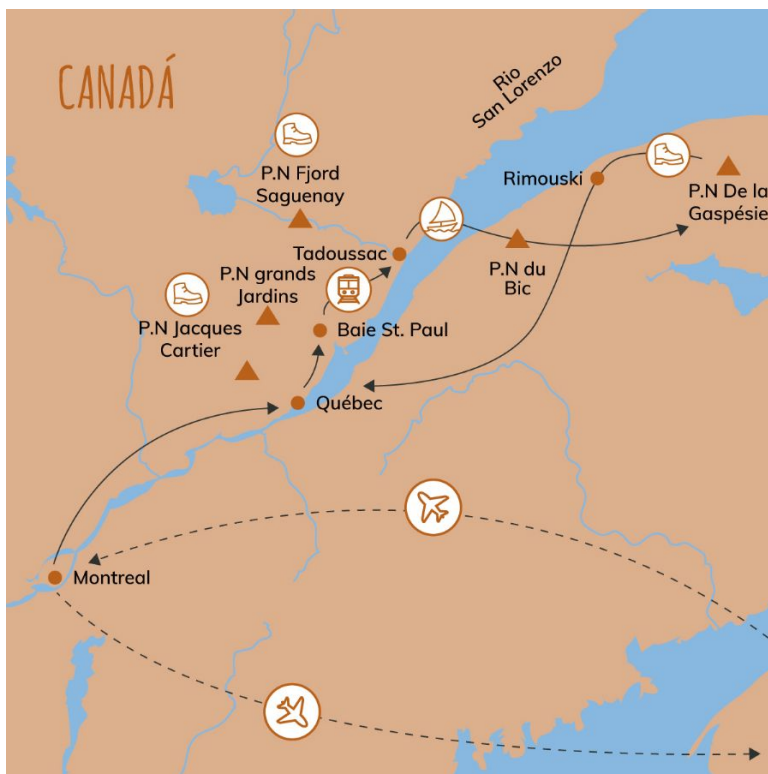 CANADÁ
Rio
San Lorenzo
P.N Fjord
Saguenay
Rimouski
P.N De la
Gaspésie
Tadoussac
P.N du
Bic
P.N grands
Jardins
P.N Jacques
Cartier
Baie St. Paul
Québec
Montreal